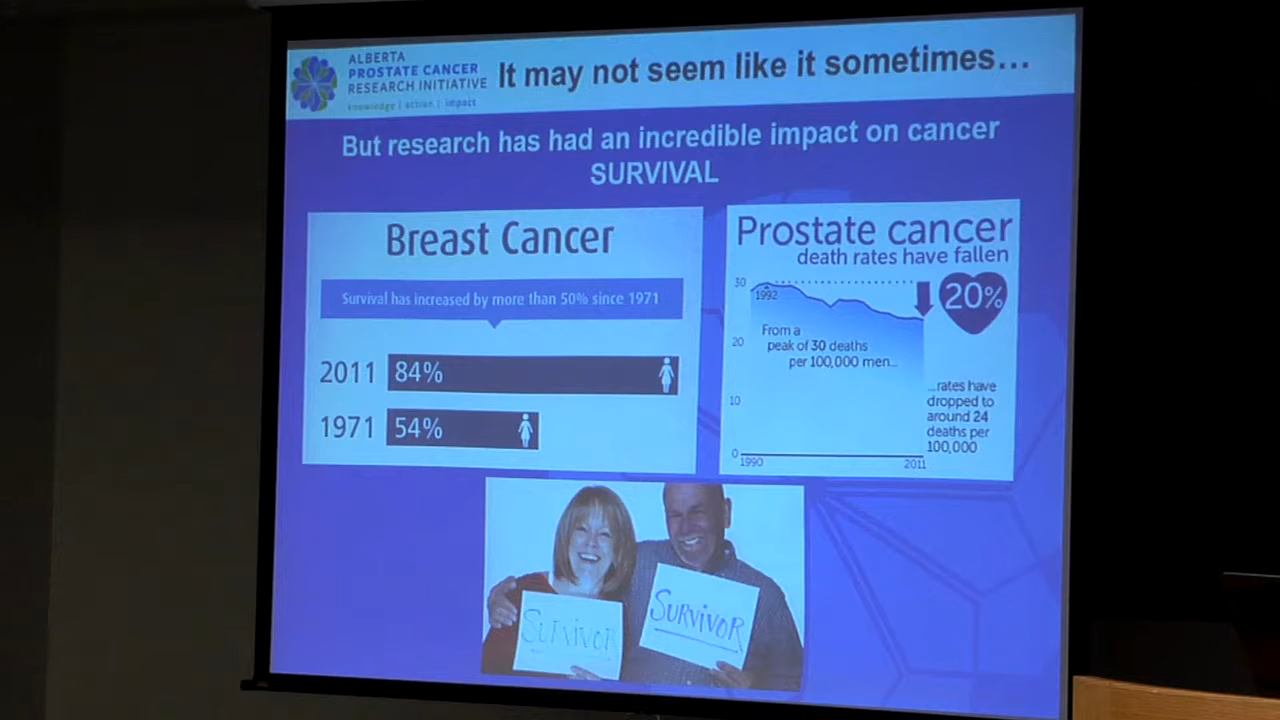 ALBERTA
PROSTATE CANCER
RESEARCH INITIATIVE
knowledge | action | impact
It may not seem like it sometimes...
But research has had an incredible impact on cancer
SURVIVAL
Breast Cancer
Survival has increased by more than 50% since 1971
2011 84%
1971 54%
Prostate cancer
death rates have fallen
30
1992
20%
20
From a
peak of 30 deaths
per 100,000 men...
10
...rates have
dropped to
around 24
deaths per
100,000
0
1990
2011
SURVIVOR
SURVIVOR